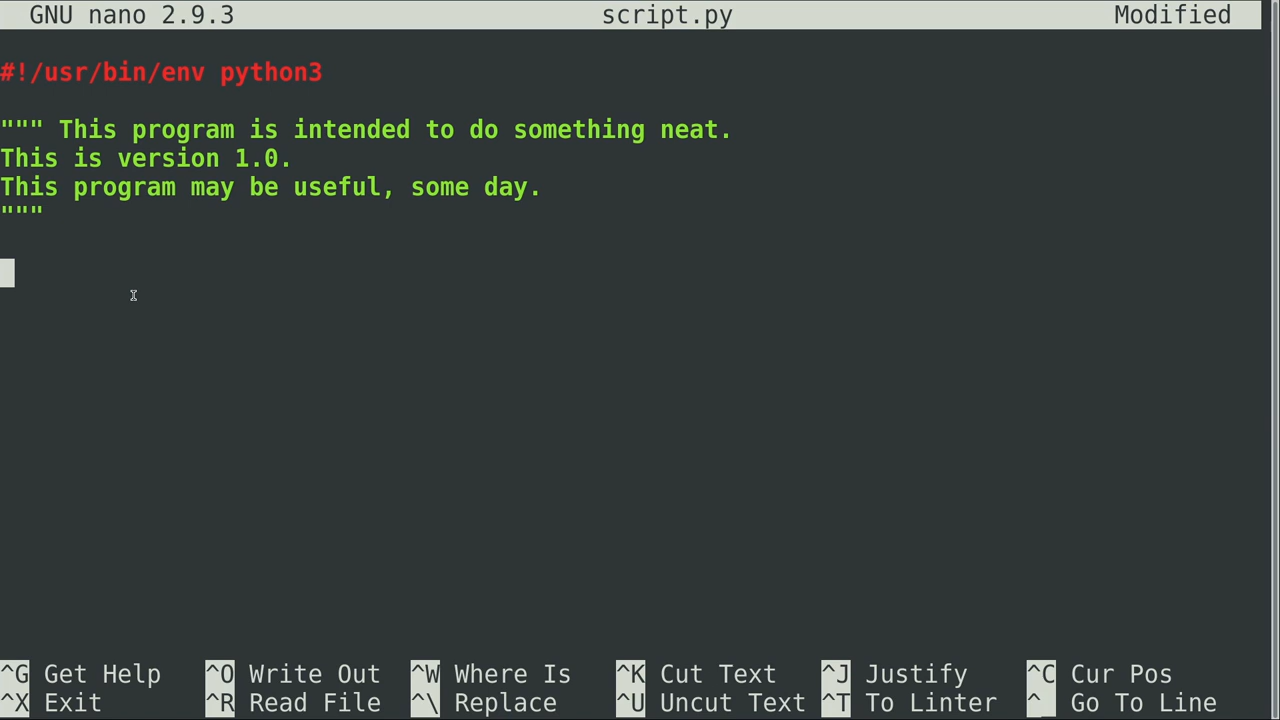 GNU nano 2.9.3 script.py Modified
#!/usr/bin/env python3
""" This program is intended to do something neat.
This is version 1.0.
This program may be useful, some day.
"""
^G Get Help ^O Write Out ^W Where Is ^K Cut Text ^J Justify ^C Cur Pos
^X Exit ^R Read File ^\ Replace ^U Uncut Text ^T To Linter ^_ Go To Line